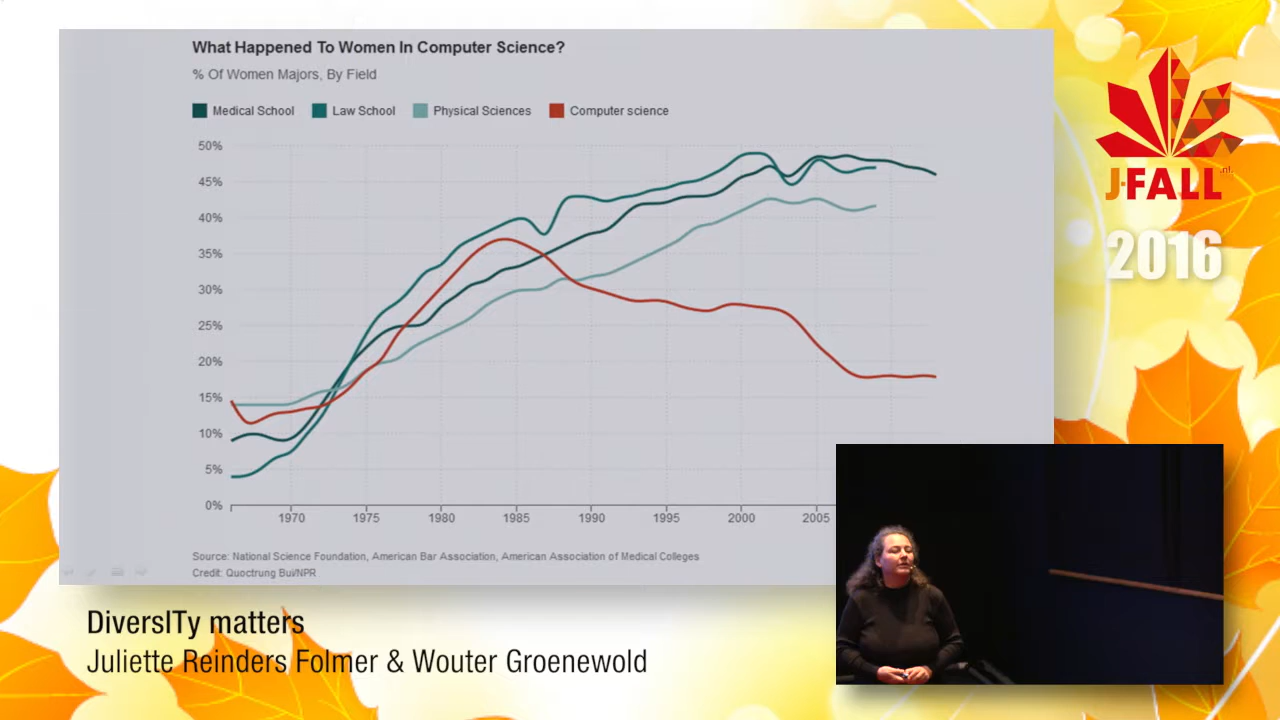 What Happened To Women In Computer Science?
% Of Women Majors, By Field
Medical School Law School Physical Sciences Computer science
50%
45%
40%
35%
30%
25%
20%
15%
10%
5%
0%
1970 1975 1980 1985 1990 1995 2000 2005
Source: National Science Foundation, American Bar Association, American Association of Medical Colleges
Credit: Quoctrung Bui/NPR
J-FALL
.nl
2016
DiversITy matters
Juliette Reinders Folmer & Wouter Groenewold